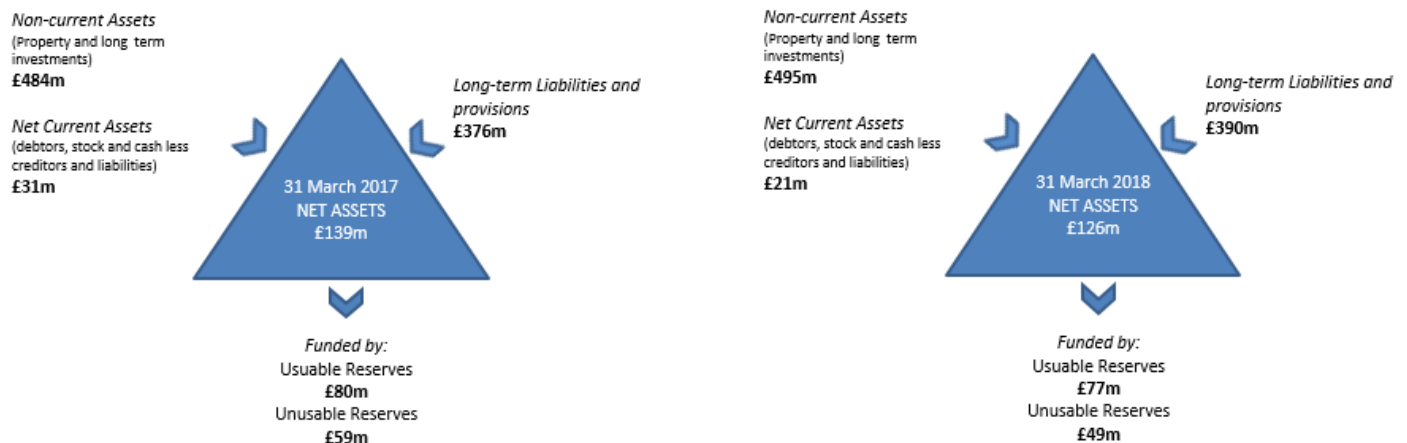 Non-current Assets
(Property and long term
investments)
£484m
Net Current Assets
(debtors, stock and cash less
creditors and liabilities)
£31m
Long-term Liabilities and
provisions
£376m
31 March 2017
NET ASSETS
£139m
Funded by:
Usuable Reserves
£80m
Unusable Reserves
£59m
Non-current Assets
(Property and long term
investments)
£495m
Net Current Assets
(debtors, stock and cash less
creditors and liabilities)
£21m
Long-term Liabilities and
provisions
£390m
31 March 2018
NET ASSETS
£126m
Funded by:
Usuable Reserves
£77m
Unusable Reserves
£49m